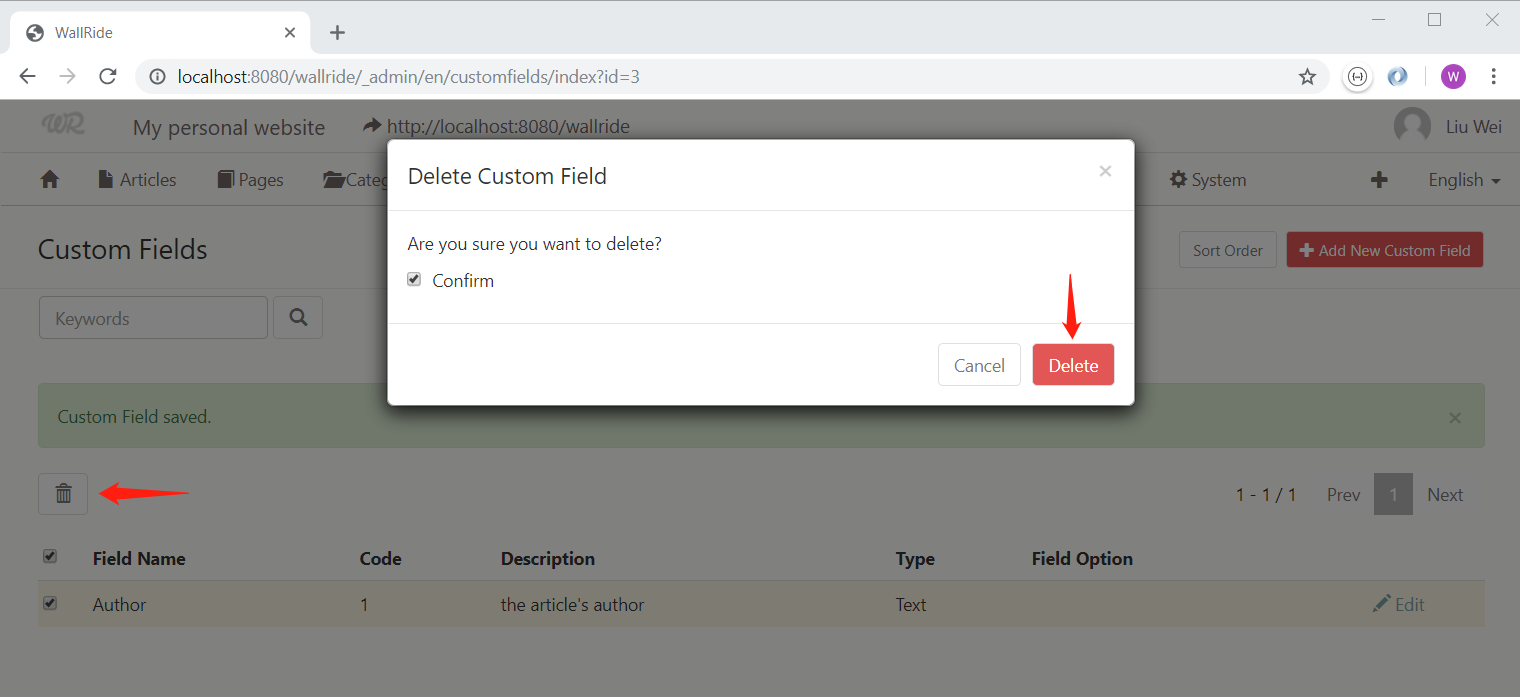 WallRide
localhost:8080/wallride/_admin/en/customfields/index?id=3
W
WR My personal website http://localhost:8080/wallride Liu Wei
Articles Pages Categ System English
Delete Custom Field ×
Custom Fields Sort Order Add New Custom Field
Are you sure you want to delete?
Confirm
Keywords
Cancel Delete
Custom Field saved. ×
1 - 1 / 1 Prev 1 Next
Field Name Code Description Type Field Option
Author 1 the article's author Text Edit